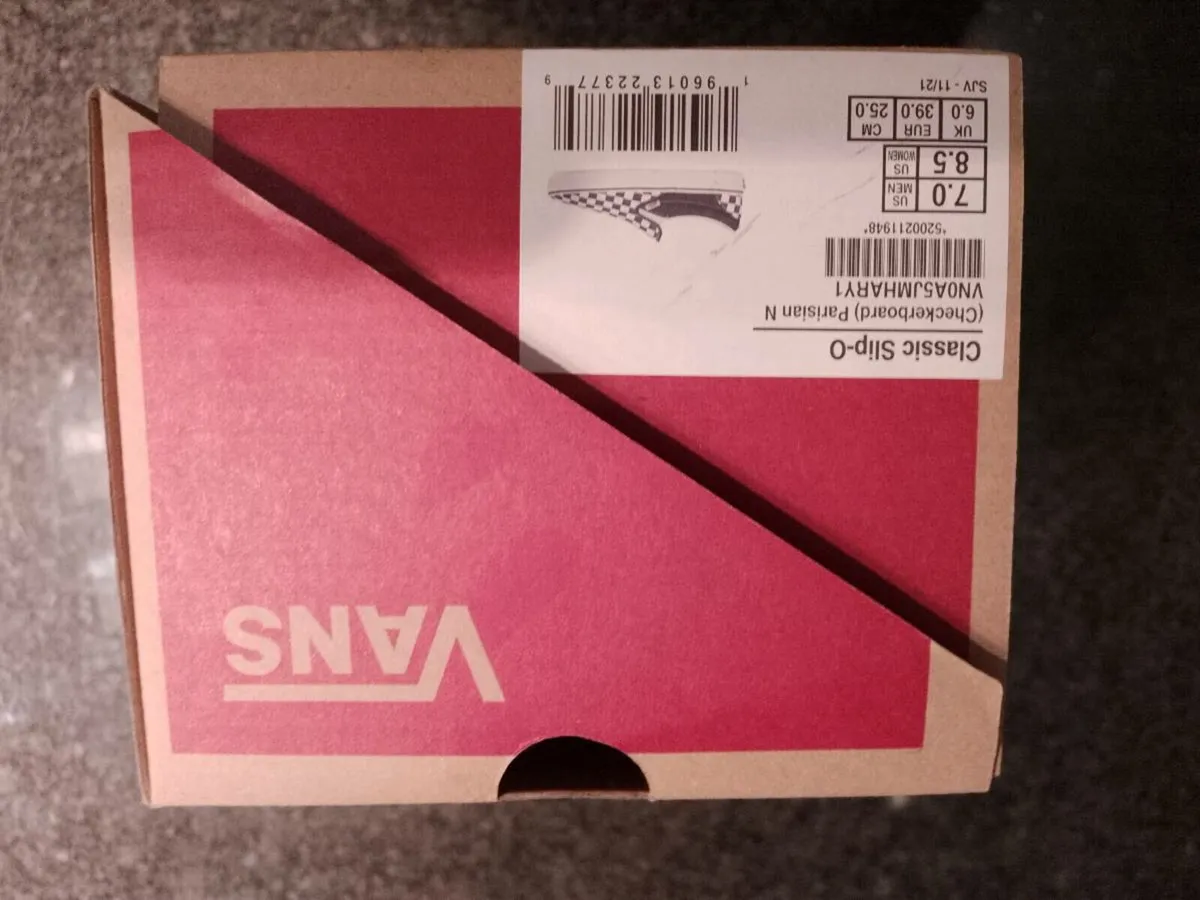 VANS
Classic Slip-O
(Checkerboard) Parisian N
VN0A5JMHARY1
*5200211948*
7.0 US MEN
8.5 US WOMEN
UK EUR CM
6.0 39.0 25.0
SJV - 11/21
1 96013 22377 9